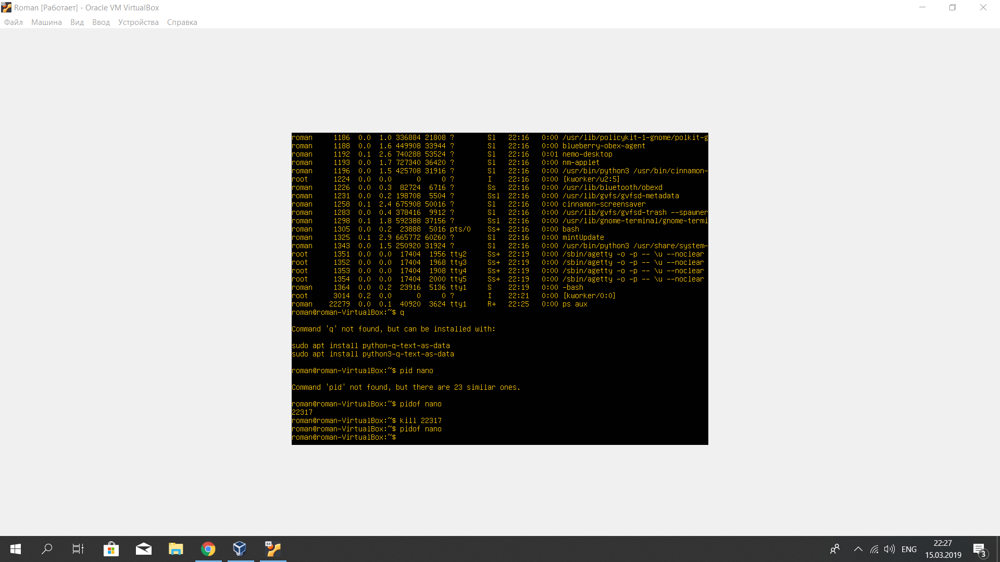 Roman [Работает] - Oracle VM VirtualBox
Файл Машина Вид Ввод Устройства Справка
roman 1186 0.0 1.0 336884 21808 ? Sl 22:16 0:00 /usr/lib/policykit-1-gnome/polkit-g
roman 1188 0.0 1.6 449908 33944 ? Sl 22:16 0:00 blueberry-obex-agent
roman 1192 0.1 2.6 740288 53524 ? Sl 22:16 0:01 nemo-desktop
roman 1193 0.0 1.7 727340 36420 ? Sl 22:16 0:00 nm-applet
roman 1196 0.0 1.5 425708 31916 ? Sl 22:16 0:00 /usr/bin/python3 /usr/bin/cinnamon-
root 1224 0.0 0.0 0 0 ? I 22:16 0:00 [kworker/u2:5]
roman 1226 0.0 0.3 82724 6716 ? Ss 22:16 0:00 /usr/lib/bluetooth/obexd
roman 1231 0.0 0.2 198708 5504 ? Ssl 22:16 0:00 /usr/lib/gvfs/gvfsd-metadata
roman 1258 0.1 2.4 675908 50016 ? Sl 22:16 0:00 cinnamon-screensaver
roman 1283 0.0 0.4 378416 9912 ? Sl 22:16 0:00 /usr/lib/gvfs/gvfsd-trash --spawner
roman 1298 0.1 1.8 592388 37156 ? Ssl 22:16 0:00 /usr/lib/gnome-terminal/gnome-termi
roman 1305 0.0 0.2 23888 5016 pts/0 Ss+ 22:16 0:00 bash
roman 1325 0.1 2.9 665772 60260 ? Sl 22:16 0:00 mintUpdate
roman 1343 0.0 1.5 250920 31924 ? Sl 22:16 0:00 /usr/bin/python3 /usr/share/system-
root 1351 0.0 0.0 17404 1956 tty2 Ss+ 22:19 0:00 /sbin/agetty -o -p -- \u --noclear
root 1352 0.0 0.0 17404 1968 tty3 Ss+ 22:19 0:00 /sbin/agetty -o -p -- \u --noclear
root 1353 0.0 0.0 17404 1908 tty4 Ss+ 22:19 0:00 /sbin/agetty -o -p -- \u --noclear
root 1354 0.0 0.0 17404 2000 tty5 Ss+ 22:19 0:00 /sbin/agetty -o -p -- \u --noclear
roman 1364 0.0 0.2 23916 5136 tty1 S 22:19 0:00 -bash
root 3014 0.2 0.0 0 0 ? I 22:21 0:00 [kworker/0:0]
roman 22279 0.0 0.1 40920 3624 tty1 R+ 22:25 0:00 ps aux
roman@roman-VirtualBox:~$ q
Command 'q' not found, but can be installed with:
sudo apt install python-q-text-as-data
sudo apt install python3-q-text-as-data
roman@roman-VirtualBox:~$ pid nano
Command 'pid' not found, but there are 23 similar ones.
roman@roman-VirtualBox:~$ pidof nano
22317
roman@roman-VirtualBox:~$ kill 22317
roman@roman-VirtualBox:~$ pidof nano
roman@roman-VirtualBox:~$
64
ENG
22:27
15.03.2019
3